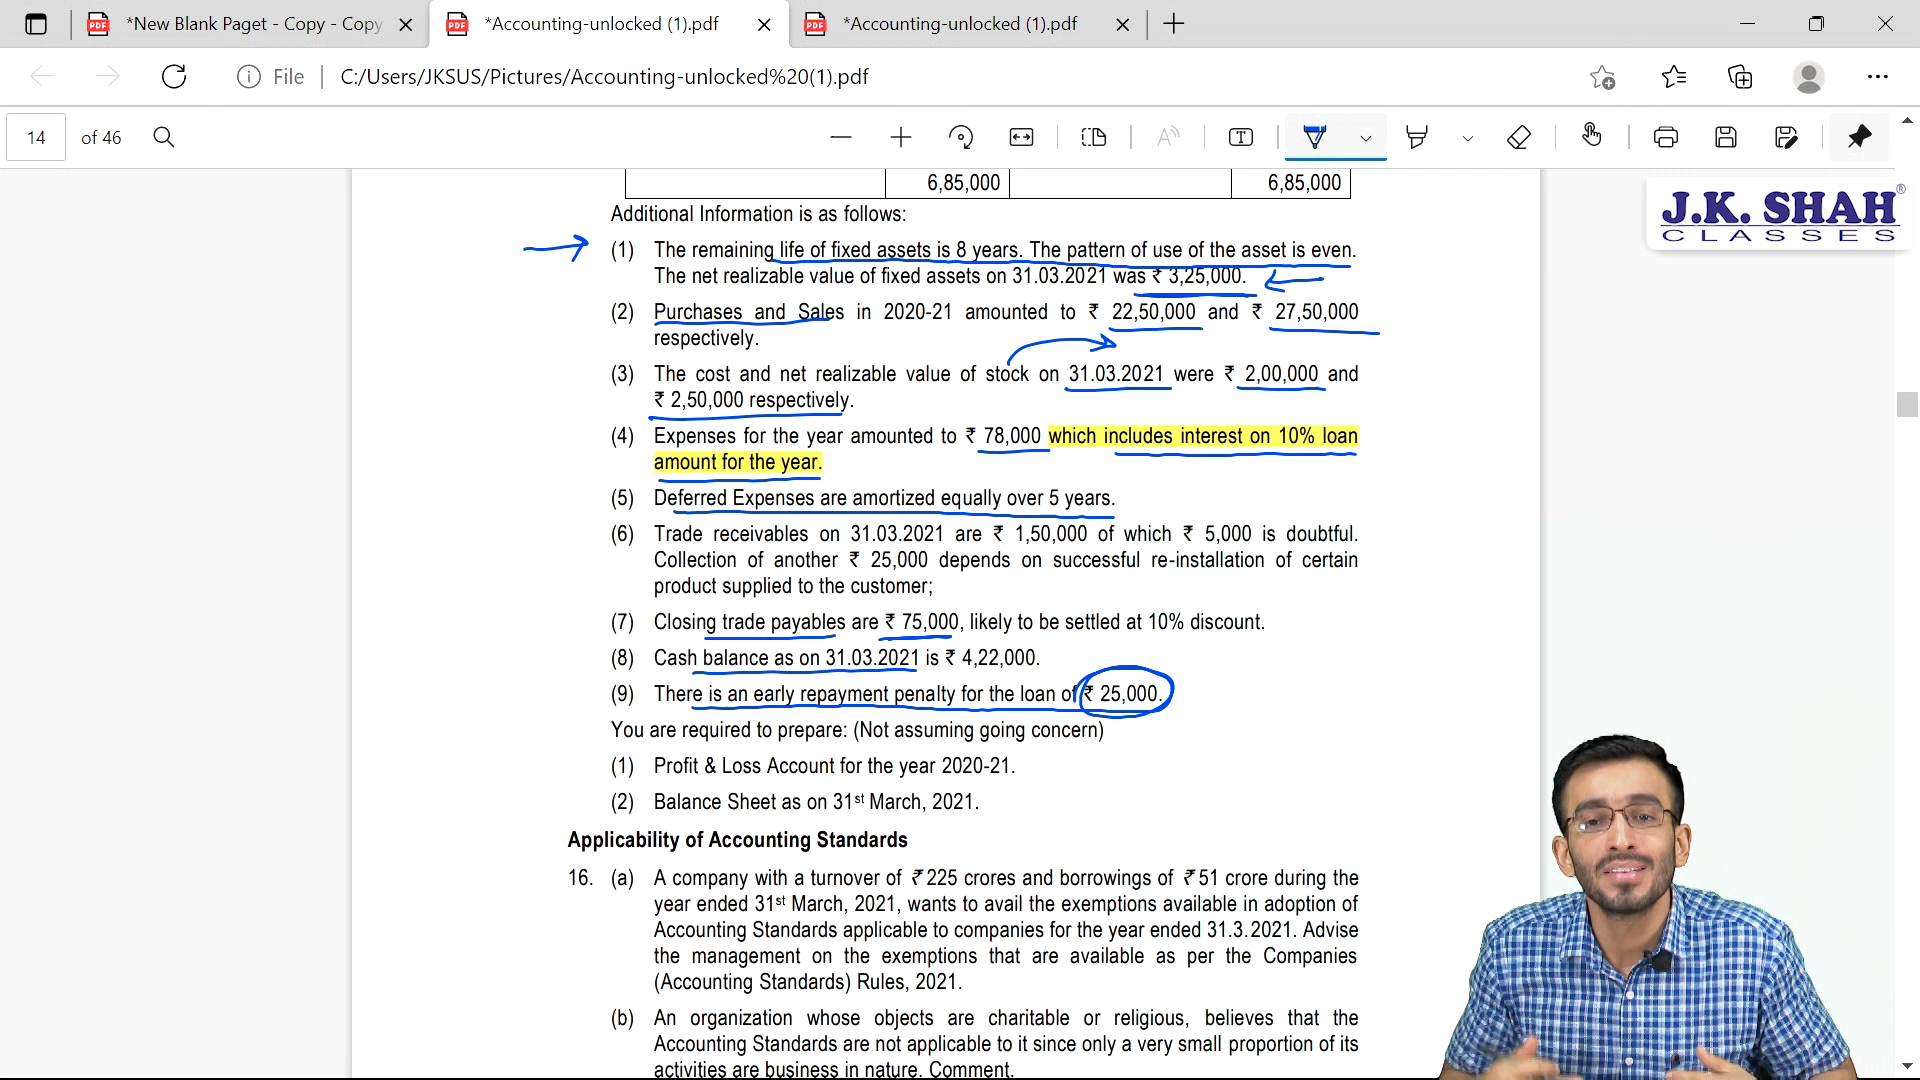 *New Blank Paget - Copy - Copy
*Accounting-unlocked (1).pdf
*Accounting-unlocked (1).pdf
File
C:/Users/JKSUS/Pictures/Accounting-unlocked%20(1).pdf
14 of 46
J.K. SHAH®
CLASSES
6,85,000 6,85,000
Additional Information is as follows:
(1) The remaining life of fixed assets is 8 years. The pattern of use of the asset is even.
The net realizable value of fixed assets on 31.03.2021 was ₹ 3,25,000.
(2) Purchases and Sales in 2020-21 amounted to ₹ 22,50,000 and ₹ 27,50,000
respectively.
(3) The cost and net realizable value of stock on 31.03.2021 were ₹ 2,00,000 and
₹ 2,50,000 respectively.
(4) Expenses for the year amounted to ₹ 78,000 which includes interest on 10% loan
amount for the year.
(5) Deferred Expenses are amortized equally over 5 years.
(6) Trade receivables on 31.03.2021 are ₹ 1,50,000 of which ₹ 5,000 is doubtful.
Collection of another ₹ 25,000 depends on successful re-installation of certain
product supplied to the customer;
(7) Closing trade payables are ₹ 75,000, likely to be settled at 10% discount.
(8) Cash balance as on 31.03.2021 is ₹ 4,22,000.
(9) There is an early repayment penalty for the loan of ₹ 25,000.
You are required to prepare: (Not assuming going concern)
(1) Profit & Loss Account for the year 2020-21.
(2) Balance Sheet as on 31st March, 2021.
Applicability of Accounting Standards
16. (a) A company with a turnover of ₹ 225 crores and borrowings of ₹ 51 crore during the
year ended 31st March, 2021, wants to avail the exemptions available in adoption of
Accounting Standards applicable to companies for the year ended 31.3.2021. Advise
the management on the exemptions that are available as per the Companies
(Accounting Standards) Rules, 2021.
(b) An organization whose objects are charitable or religious, believes that the
Accounting Standards are not applicable to it since only a very small proportion of its
activities are business in nature. Comment.